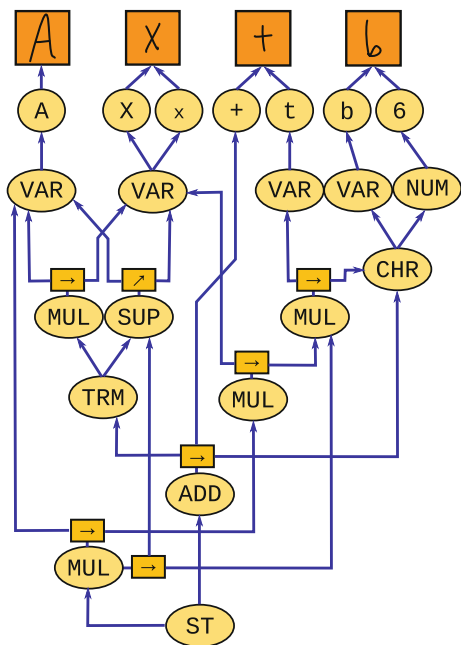 A X + 6
A X x + t b 6
VAR VAR VAR VAR NUM
→ ↗ → CHR
MUL SUP MUL
→
TRM MUL
→
ADD
→
MUL →
ST